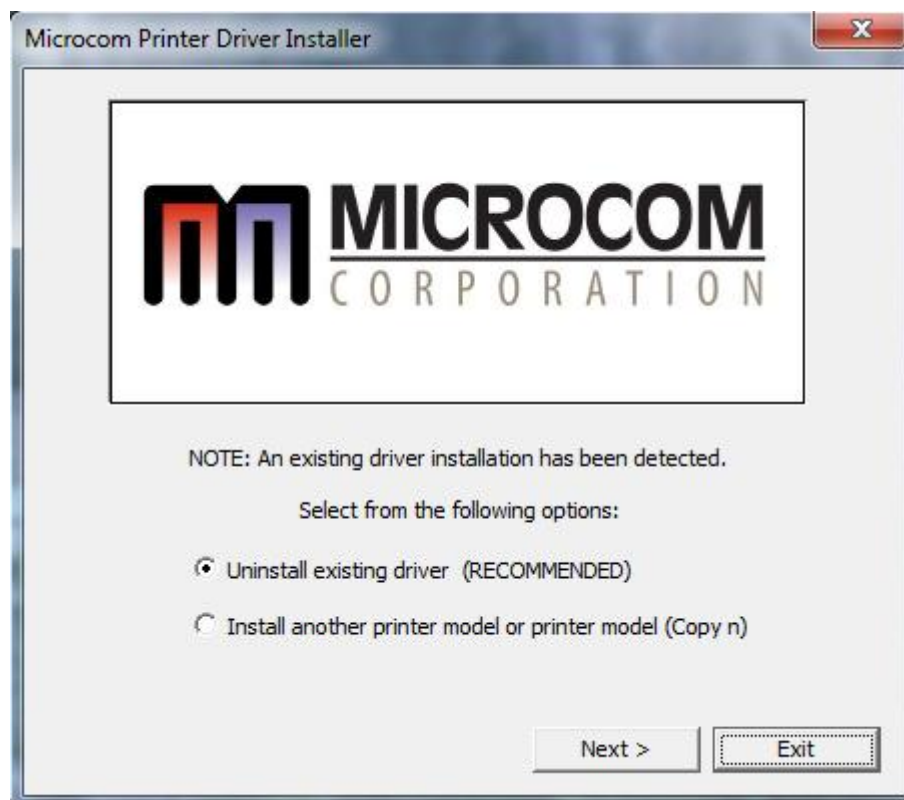 Microcom Printer Driver Installer
MICROCOM
CORPORATION
NOTE: An existing driver installation has been detected.
Select from the following options:
Uninstall existing driver (RECOMMENDED)
Install another printer model or printer model (Copy n)
Next > Exit